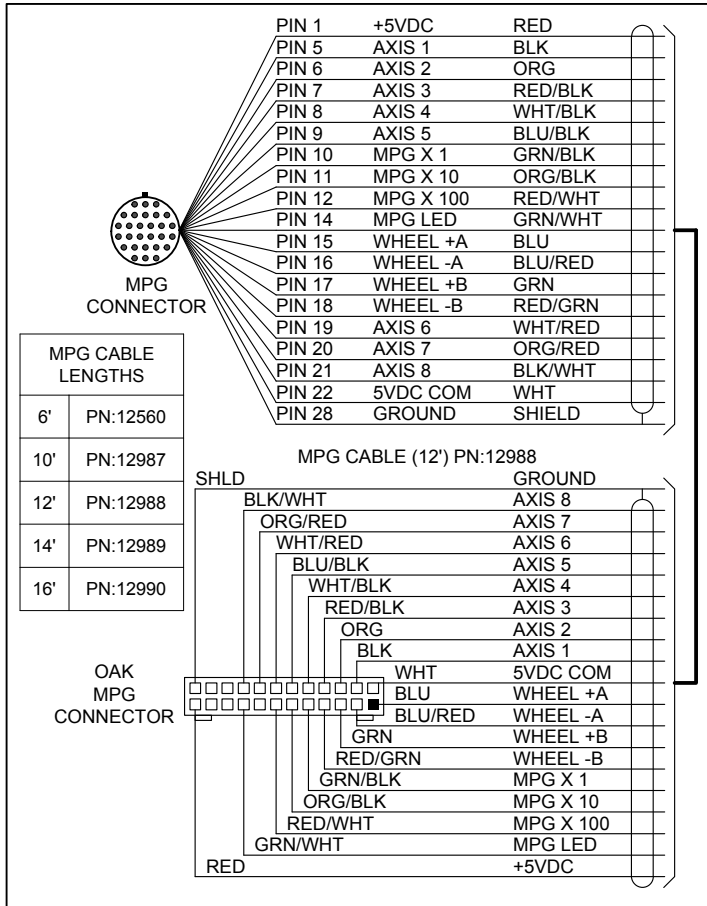 PIN 1 +5VDC RED
PIN 5 AXIS 1 BLK
PIN 6 AXIS 2 ORG
PIN 7 AXIS 3 RED/BLK
PIN 8 AXIS 4 WHT/BLK
PIN 9 AXIS 5 BLU/BLK
PIN 10 MPG X 1 GRN/BLK
PIN 11 MPG X 10 ORG/BLK
PIN 12 MPG X 100 RED/WHT
PIN 14 MPG LED GRN/WHT
PIN 15 WHEEL +A BLU
PIN 16 WHEEL -A BLU/RED
PIN 17 WHEEL +B GRN
PIN 18 WHEEL -B RED/GRN
PIN 19 AXIS 6 WHT/RED
PIN 20 AXIS 7 ORG/RED
PIN 21 AXIS 8 BLK/WHT
PIN 22 5VDC COM WHT
PIN 28 GROUND SHIELD
MPG
CONNECTOR
MPG CABLE
LENGTHS
6' PN:12560
10' PN:12987
12' PN:12988
14' PN:12989
16' PN:12990
MPG CABLE (12') PN:12988
SHLD GROUND
BLK/WHT AXIS 8
ORG/RED AXIS 7
WHT/RED AXIS 6
BLU/BLK AXIS 5
WHT/BLK AXIS 4
RED/BLK AXIS 3
ORG AXIS 2
BLK AXIS 1
WHT 5VDC COM
BLU WHEEL +A
BLU/RED WHEEL -A
GRN WHEEL +B
RED/GRN WHEEL -B
GRN/BLK MPG X 1
ORG/BLK MPG X 10
RED/WHT MPG X 100
GRN/WHT MPG LED
RED +5VDC
OAK
MPG
CONNECTOR